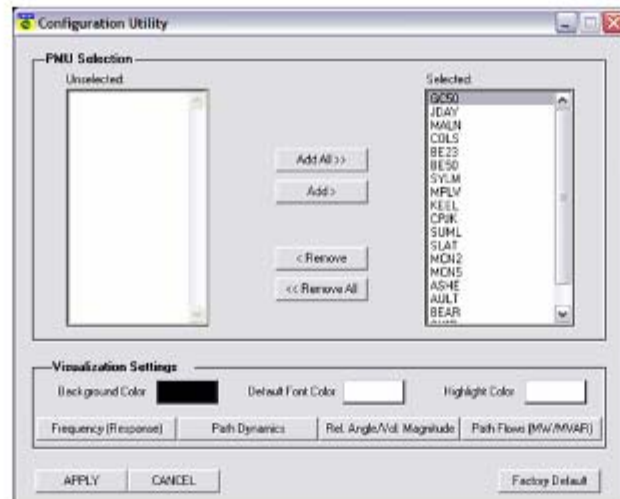 Configuration Utility
PMU Selection
Unselected
Selected
GC50
JDAY
MALN
COLS
BE23
BE50
SYLM
MPLV
KEEL
CPJK
SUML
SLAT
MCN2
MCN5
ASHE
AULT
BEAR
Add All >>
Add >
< Remove
<< Remove All
Visualization Settings
Background Color
Default Font Color
Highlight Color
Frequency (Response)
Path Dynamics
Rel. Angle/Vol. Magnitude
Path Flows (MW/MVAR)
APPLY
CANCEL
Factory Default